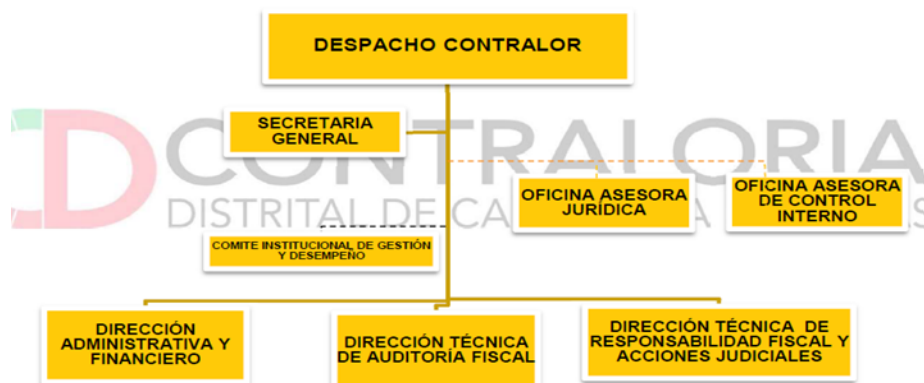 DESPACHO CONTRALOR
SECRETARIA
GENERAL
CONTRALORIA
DISTRITAL DE
OFICINA ASESORA
JURÍDICA
OFICINA ASESORA
DE CONTROL
INTERNO
COMITE INSTITUCIONAL DE GESTIÓN
Y DESEMPEÑO
DIRECCIÓN
ADMINISTRATIVA Y
FINANCIERO
DIRECCIÓN TÉCNICA
DE AUDITORÍA FISCAL
DIRECCIÓN TÉCNICA DE
RESPONSABILIDAD FISCAL Y
ACCIONES JUDICIALES